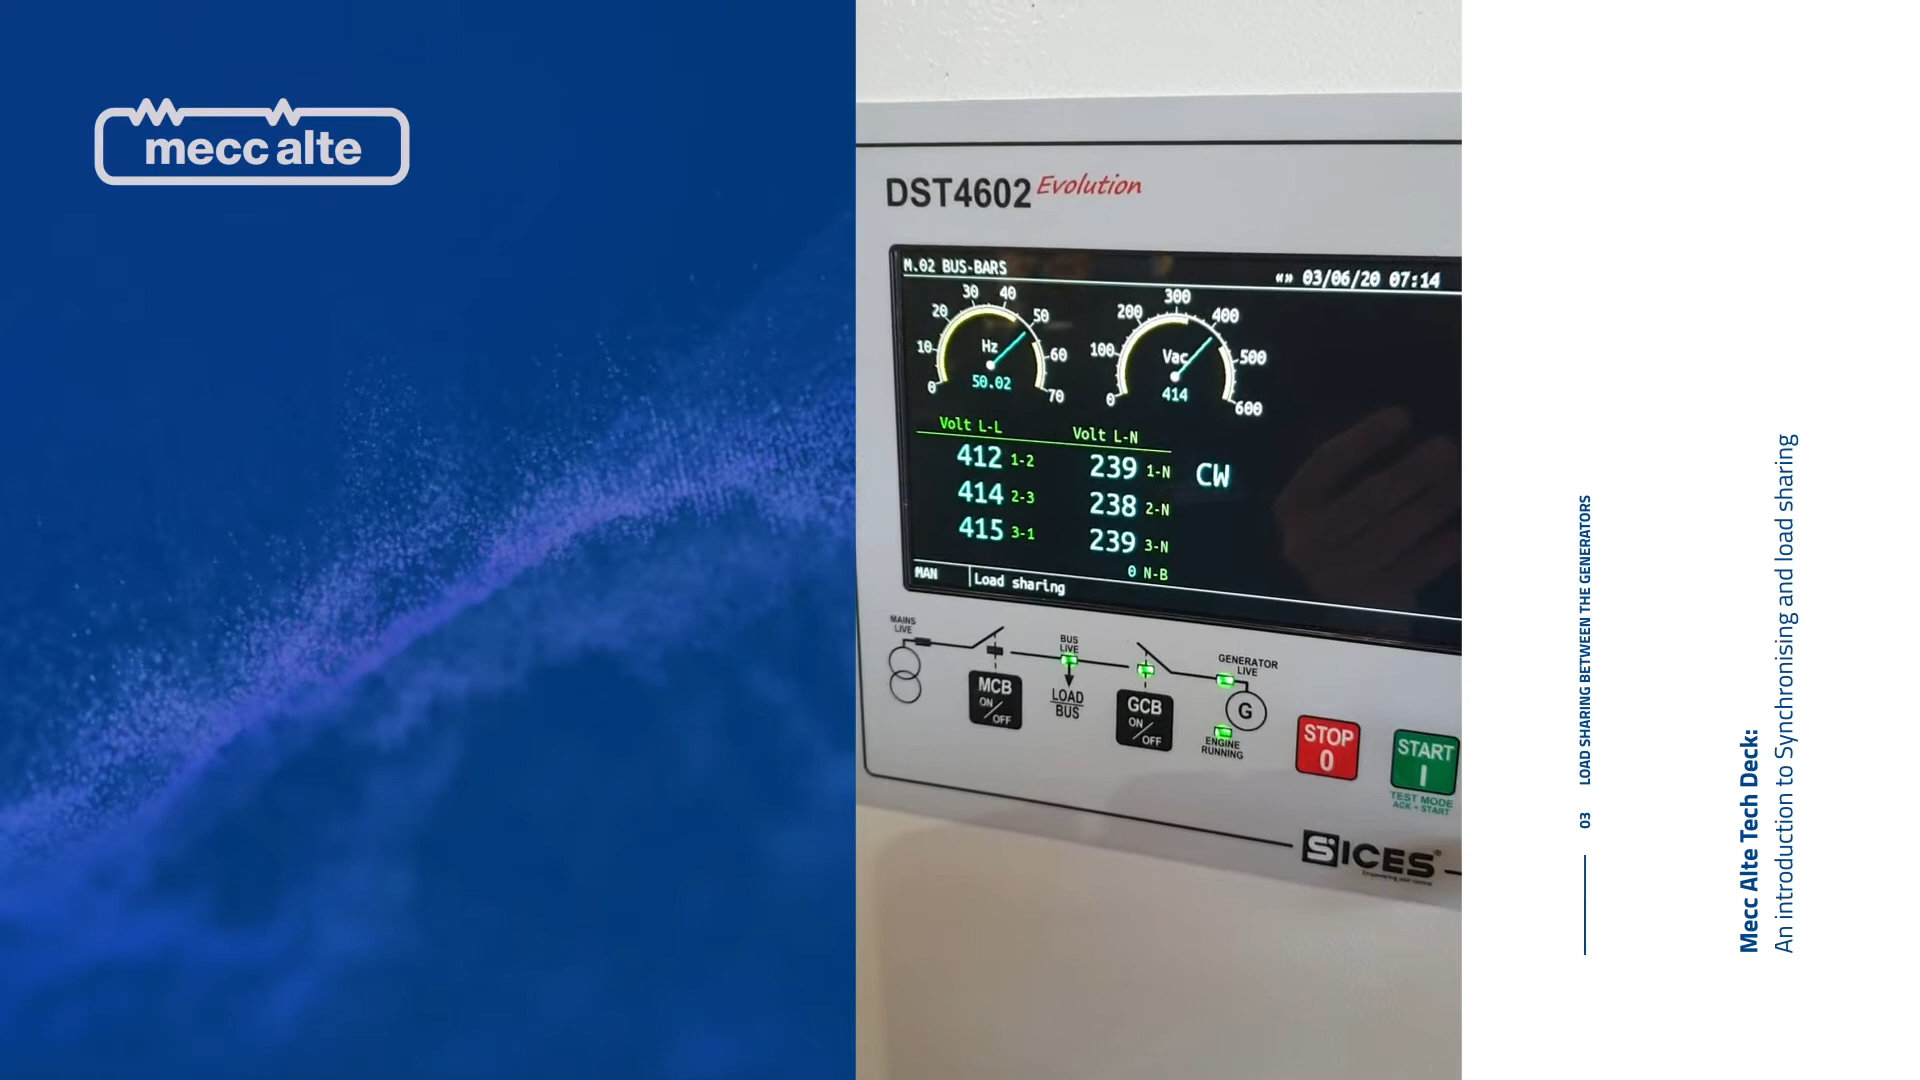 mecc alte
DST4602 Evolution
M.02 BUS-BARS
«» 03/06/20 07:14
0 10 20 30 40 50 60 70
Hz
50.02
0 100 200 300 400 500 600
Vac
414
Volt L-L
Volt L-N
412 1-2
239 1-N
CW
414 2-3
238 2-N
415 3-1
239 3-N
0 N-B
MAN
Load sharing
MAINS
LIVE
MCB
ON
OFF
BUS
LIVE
LOAD
BUS
GCB
ON
OFF
GENERATOR
LIVE
G
ENGINE
RUNNING
STOP
0
START
I
TEST MODE
ACK + START
SICES
Empowering your control
03 LOAD SHARING BETWEEN THE GENERATORS
Mecc Alte Tech Deck:
An introduction to Synchronising and load sharing